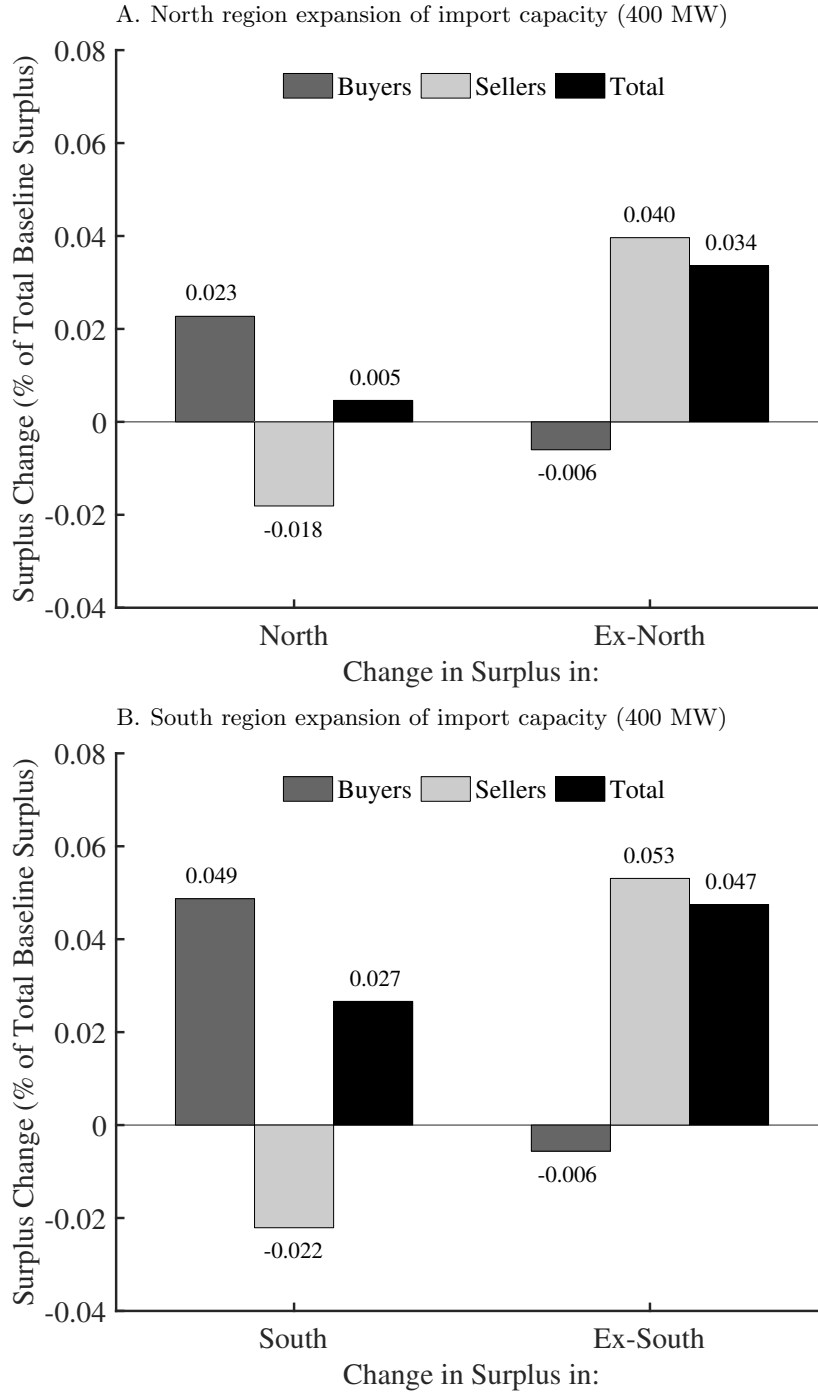 A. North region expansion of import capacity (400 MW)
Surplus Change (% of Total Baseline Surplus)
0.08
0.06
0.04
0.02
0
-0.02
-0.04
Buyers Sellers Total
0.023
-0.018
0.005
-0.006
0.040
0.034
North Ex-North
Change in Surplus in:
B. South region expansion of import capacity (400 MW)
Surplus Change (% of Total Baseline Surplus)
0.08
0.06
0.04
0.02
0
-0.02
-0.04
Buyers Sellers Total
0.049
-0.022
0.027
-0.006
0.053
0.047
South Ex-South
Change in Surplus in: